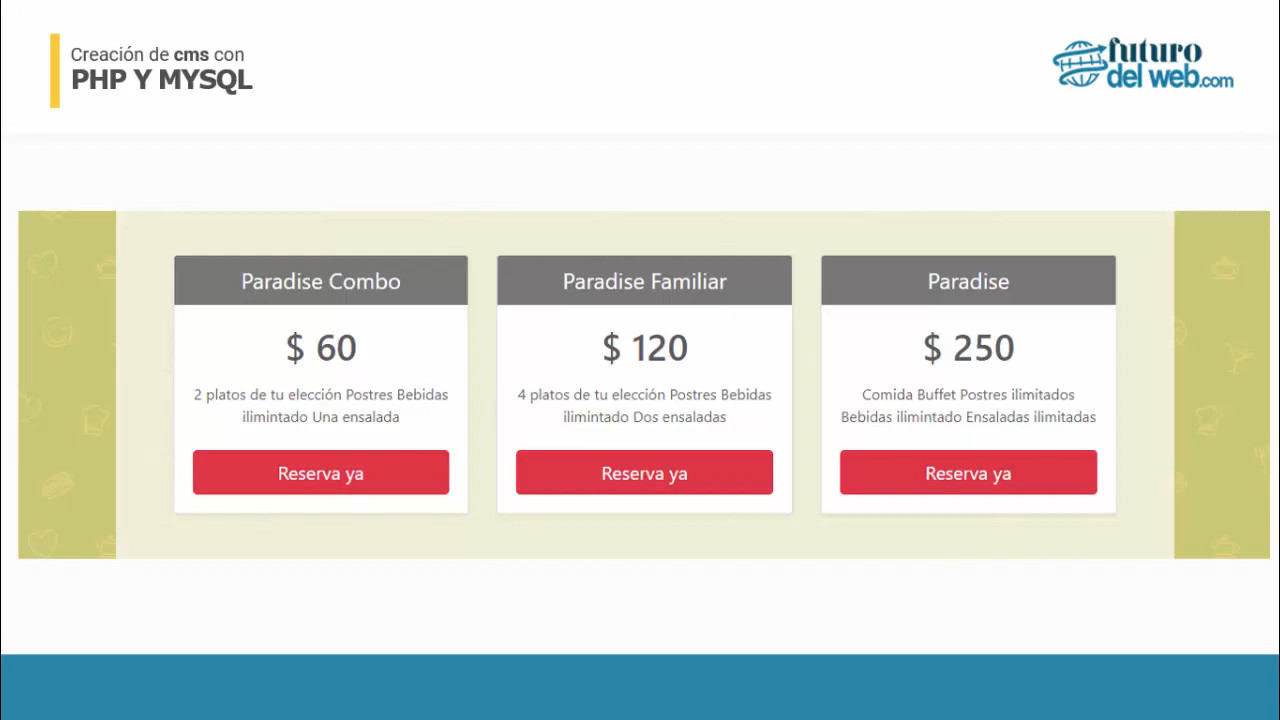 Creación de cms con
PHP Y MYSQL
futuro
del web.com
Paradise Combo
$ 60
2 platos de tu elección Postres Bebidas
ilimintado Una ensalada
Reserva ya
Paradise Familiar
$ 120
4 platos de tu elección Postres Bebidas
ilimintado Dos ensaladas
Reserva ya
Paradise
$ 250
Comida Buffet Postres ilimitados
Bebidas ilimintado Ensaladas ilimitadas
Reserva ya